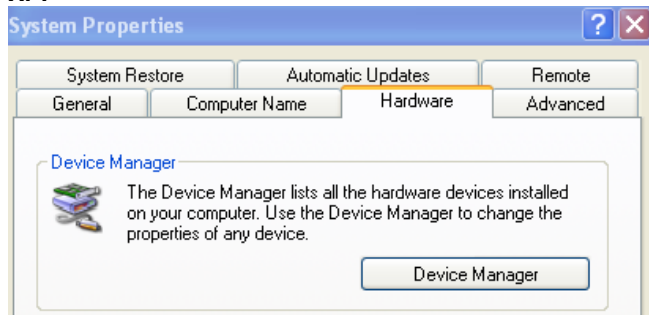 System Properties
System Restore Automatic Updates Remote
General Computer Name Hardware Advanced
Device Manager
The Device Manager lists all the hardware devices installed
on your computer. Use the Device Manager to change the
properties of any device.
Device Manager